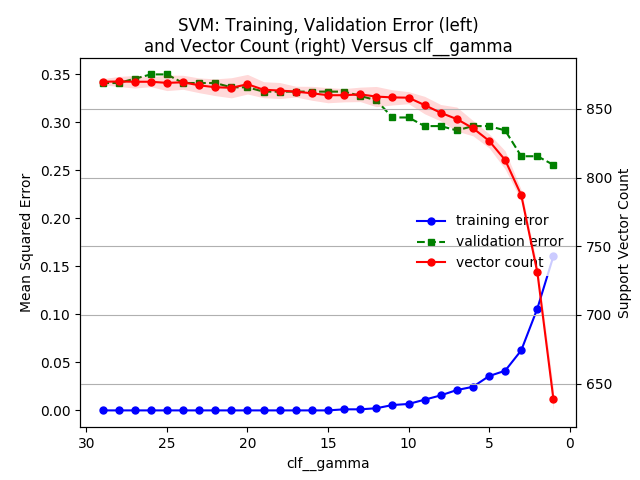 SVM: Training, Validation Error (left)
and Vector Count (right) Versus clf__gamma
Mean Squared Error
0.35
0.30
0.25
0.20
0.15
0.10
0.05
0.00
850
800
750
700
650
Support Vector Count
training error
validation error
vector count
30 25 20 15 10 5 0
clf__gamma